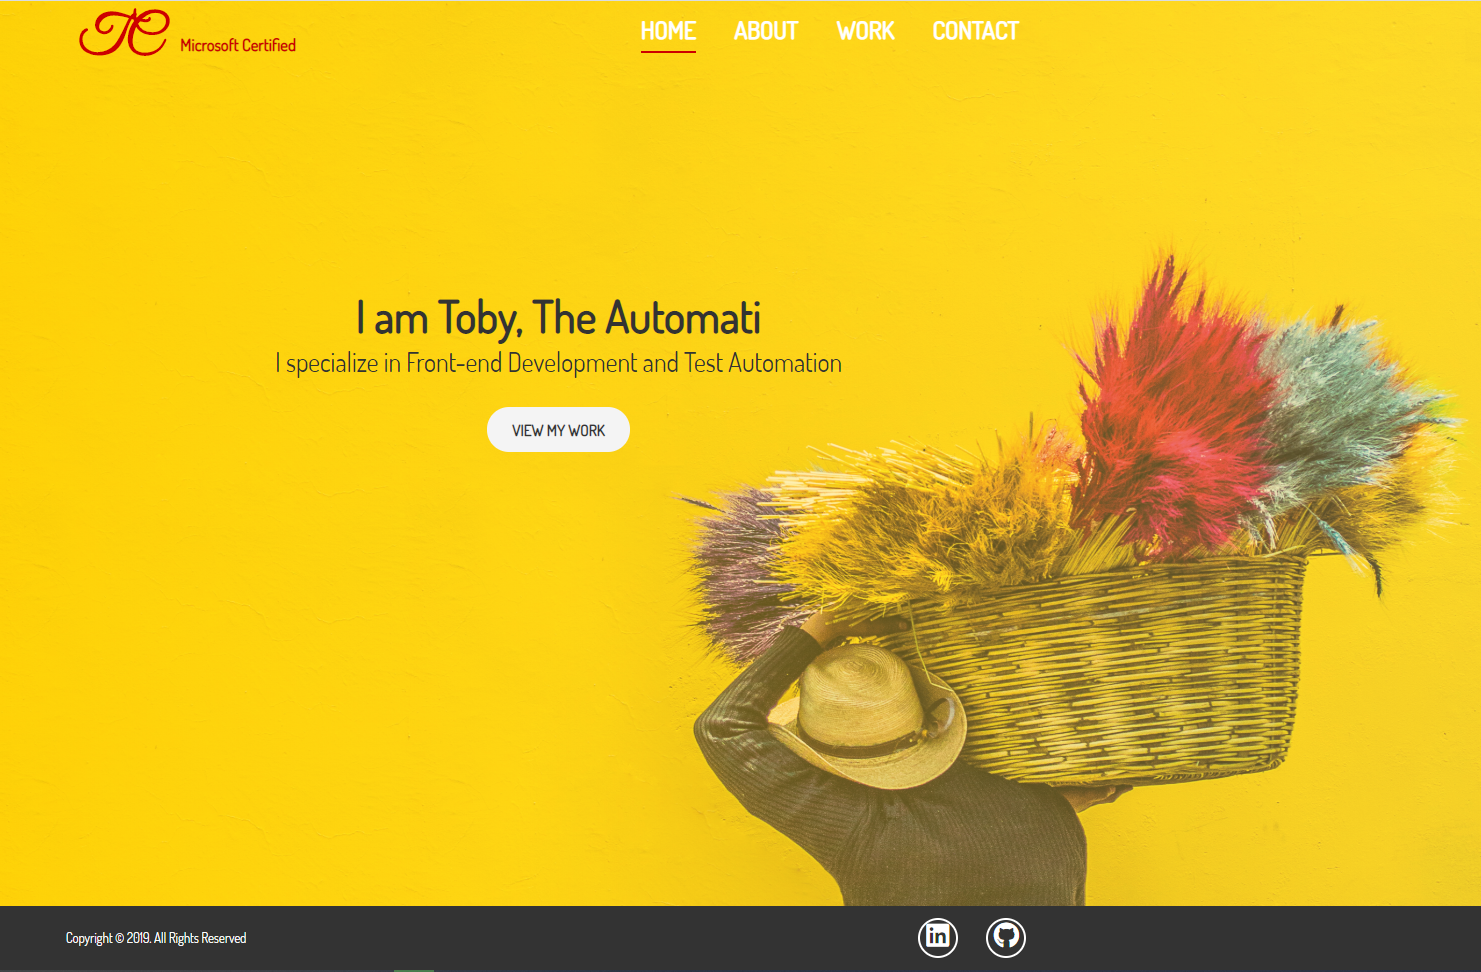 TC Microsoft Certified
HOME ABOUT WORK CONTACT
I am Toby, The Automati
I specialize in Front-end Development and Test Automation
VIEW MY WORK
Copyright © 2019. All Rights Reserved
in